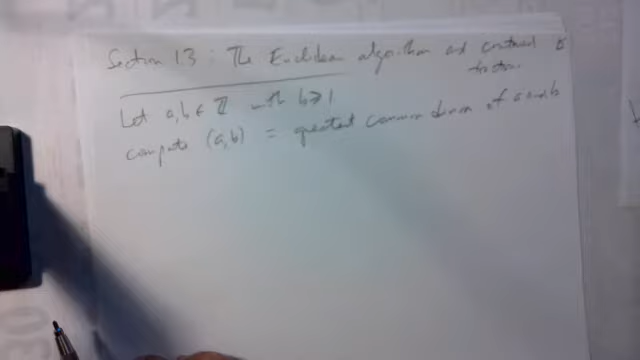 Section 13 : The Euclidean algorithm and continued
fractions
Let a, b ∈ ℤ with b ≥ 1
compute (a, b) = greatest common divisor of a and b